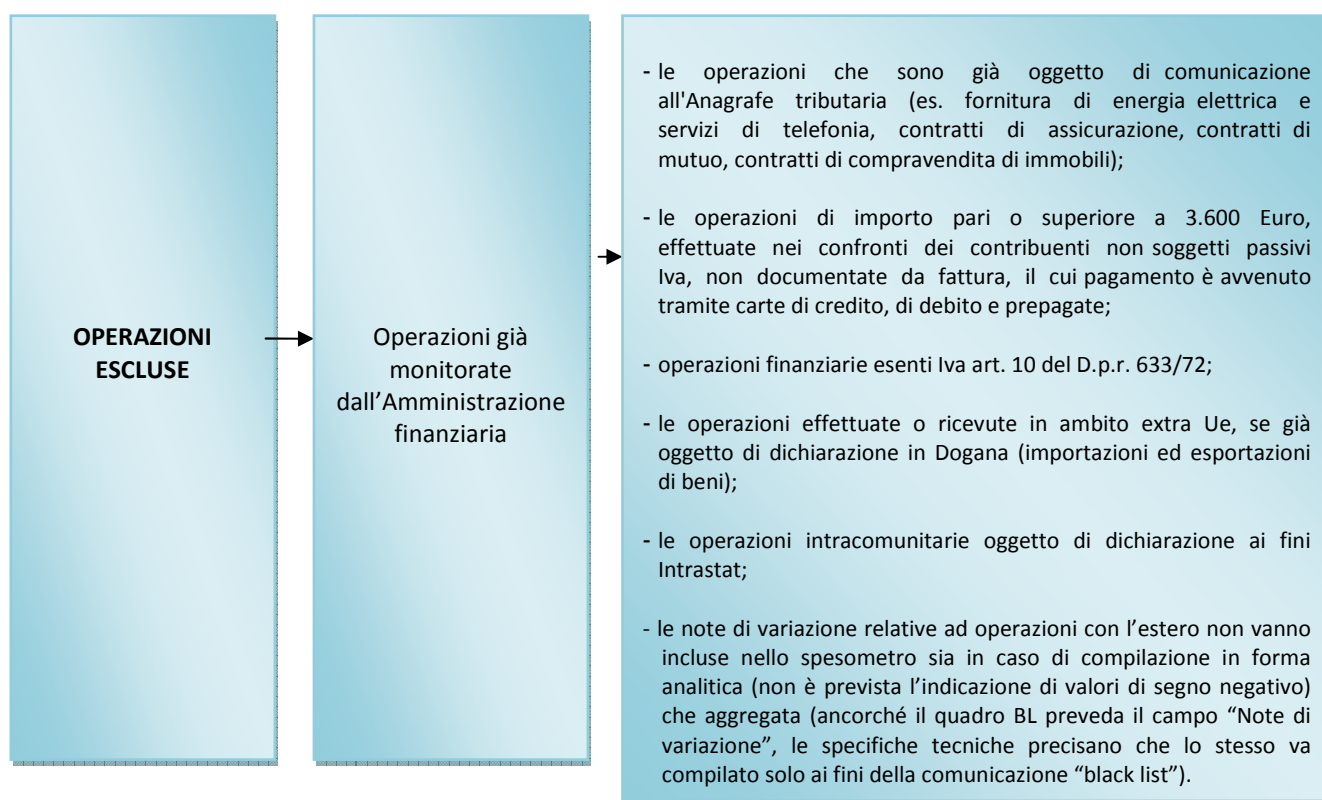 OPERAZIONI
ESCLUSE
Operazioni già
monitorate
dall’Amministrazione
finanziaria
- le operazioni che sono già oggetto di comunicazione
all'Anagrafe tributaria (es. fornitura di energia elettrica e
servizi di telefonia, contratti di assicurazione, contratti di
mutuo, contratti di compravendita di immobili);
- le operazioni di importo pari o superiore a 3.600 Euro,
effettuate nei confronti dei contribuenti non soggetti passivi
Iva, non documentate da fattura, il cui pagamento è avvenuto
tramite carte di credito, di debito e prepagate;
- operazioni finanziarie esenti Iva art. 10 del D.p.r. 633/72;
- le operazioni effettuate o ricevute in ambito extra Ue, se già
oggetto di dichiarazione in Dogana (importazioni ed esportazioni
di beni);
- le operazioni intracomunitarie oggetto di dichiarazione ai fini
Intrastat;
- le note di variazione relative ad operazioni con l’estero non vanno
incluse nello spesometro sia in caso di compilazione in forma
analitica (non è prevista l’indicazione di valori di segno negativo)
che aggregata (ancorché il quadro BL preveda il campo “Note di
variazione”, le specifiche tecniche precisano che lo stesso va
compilato solo ai fini della comunicazione “black list”).